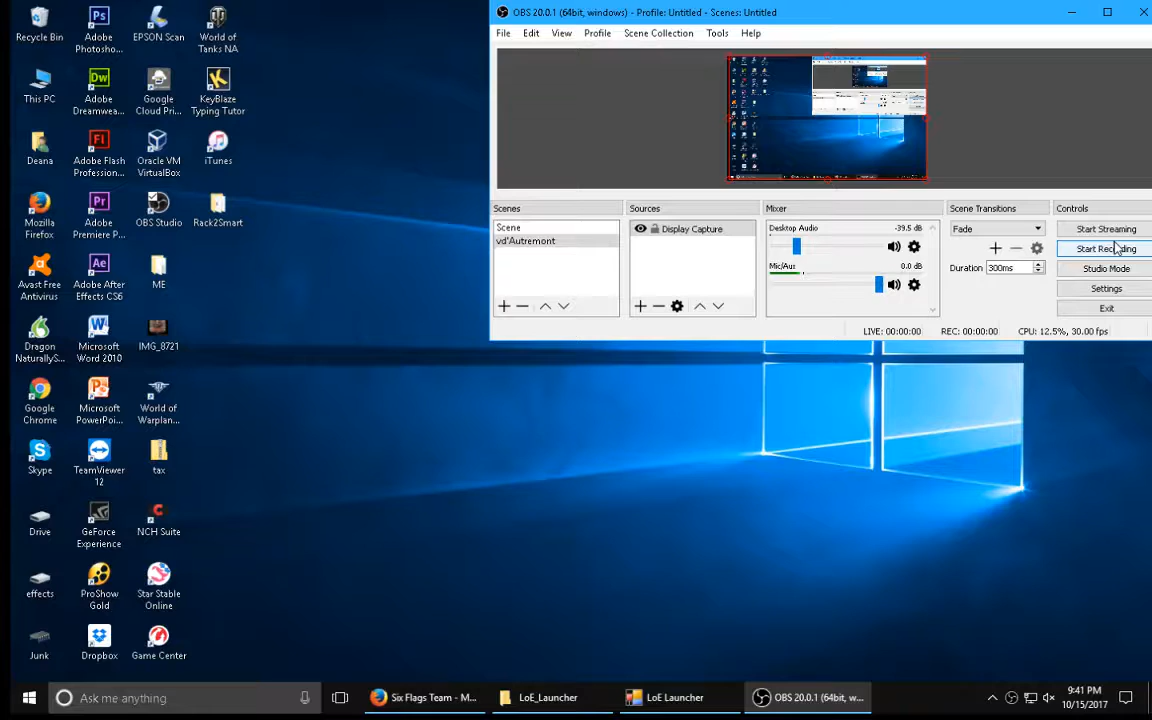 Recycle Bin
Adobe
Photosho...
EPSON Scan
World of
Tanks NA
This PC
Adobe
Dreamwea...
Google
Cloud Pri...
KeyBlaze
Typing Tutor
Deana
Adobe Flash
Profession...
Oracle VM
VirtualBox
iTunes
Mozilla
Firefox
Adobe
Premiere P...
OBS Studio
Rack2Smart
Avast Free
Antivirus
Adobe After
Effects CS6
ME
Dragon
NaturallyS...
Microsoft
Word 2010
IMG_8721
Google
Chrome
Microsoft
PowerPoi...
World of
Warplan...
Skype
TeamViewer
12
tax
Drive
GeForce
Experience
NCH Suite
effects
ProShow
Gold
Star Stable
Online
Junk
Dropbox
Game Center
OBS 20.0.1 (64bit, windows) - Profile: Untitled - Scenes: Untitled
File Edit View Profile Scene Collection Tools Help
Scenes
Scene
vd'Autremont
Sources
Display Capture
Mixer
Desktop Audio -39.5 dB
Mic/Aux 0.0 dB
Scene Transitions
Fade
Duration 300ms
Controls
Start Streaming
Start Recording
Studio Mode
Settings
Exit
LIVE: 00:00:00 REC: 00:00:00 CPU: 12.5%, 30.00 fps
Ask me anything
Six Flags Team - M...
LoE_Launcher
LoE Launcher
OBS 20.0.1 (64bit, w...
9:41 PM
10/15/2017